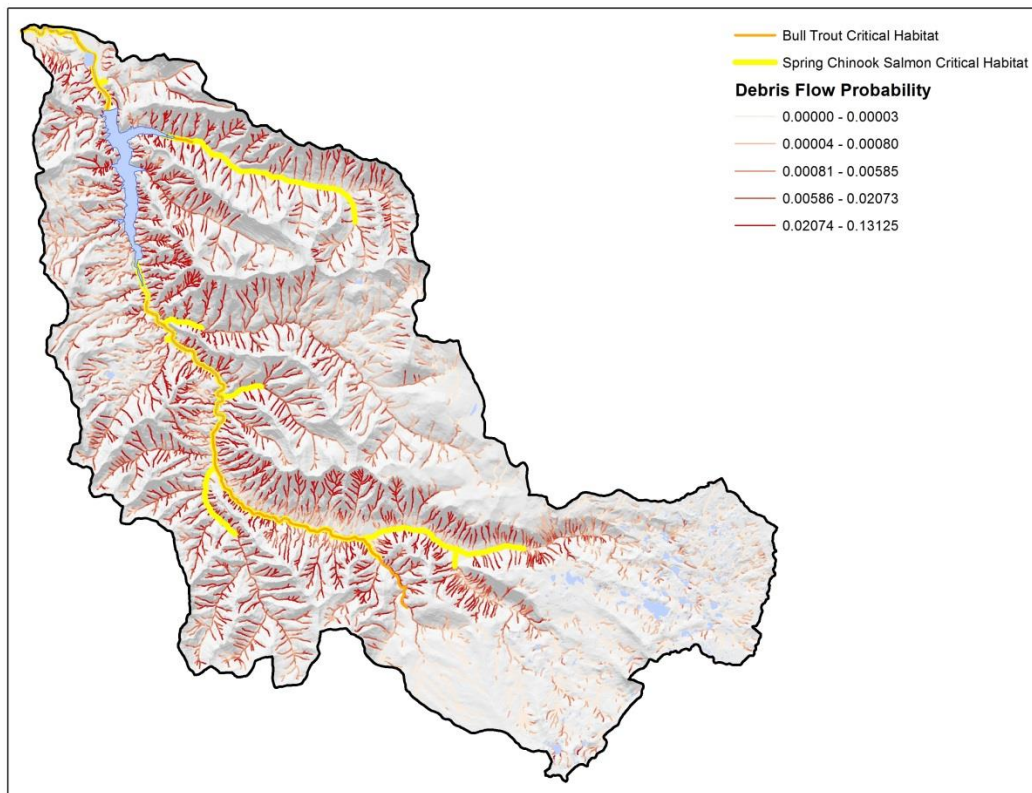 Bull Trout Critical Habitat
Spring Chinook Salmon Critical Habitat
Debris Flow Probability
0.00000 - 0.00003
0.00004 - 0.00080
0.00081 - 0.00585
0.00586 - 0.02073
0.02074 - 0.13125